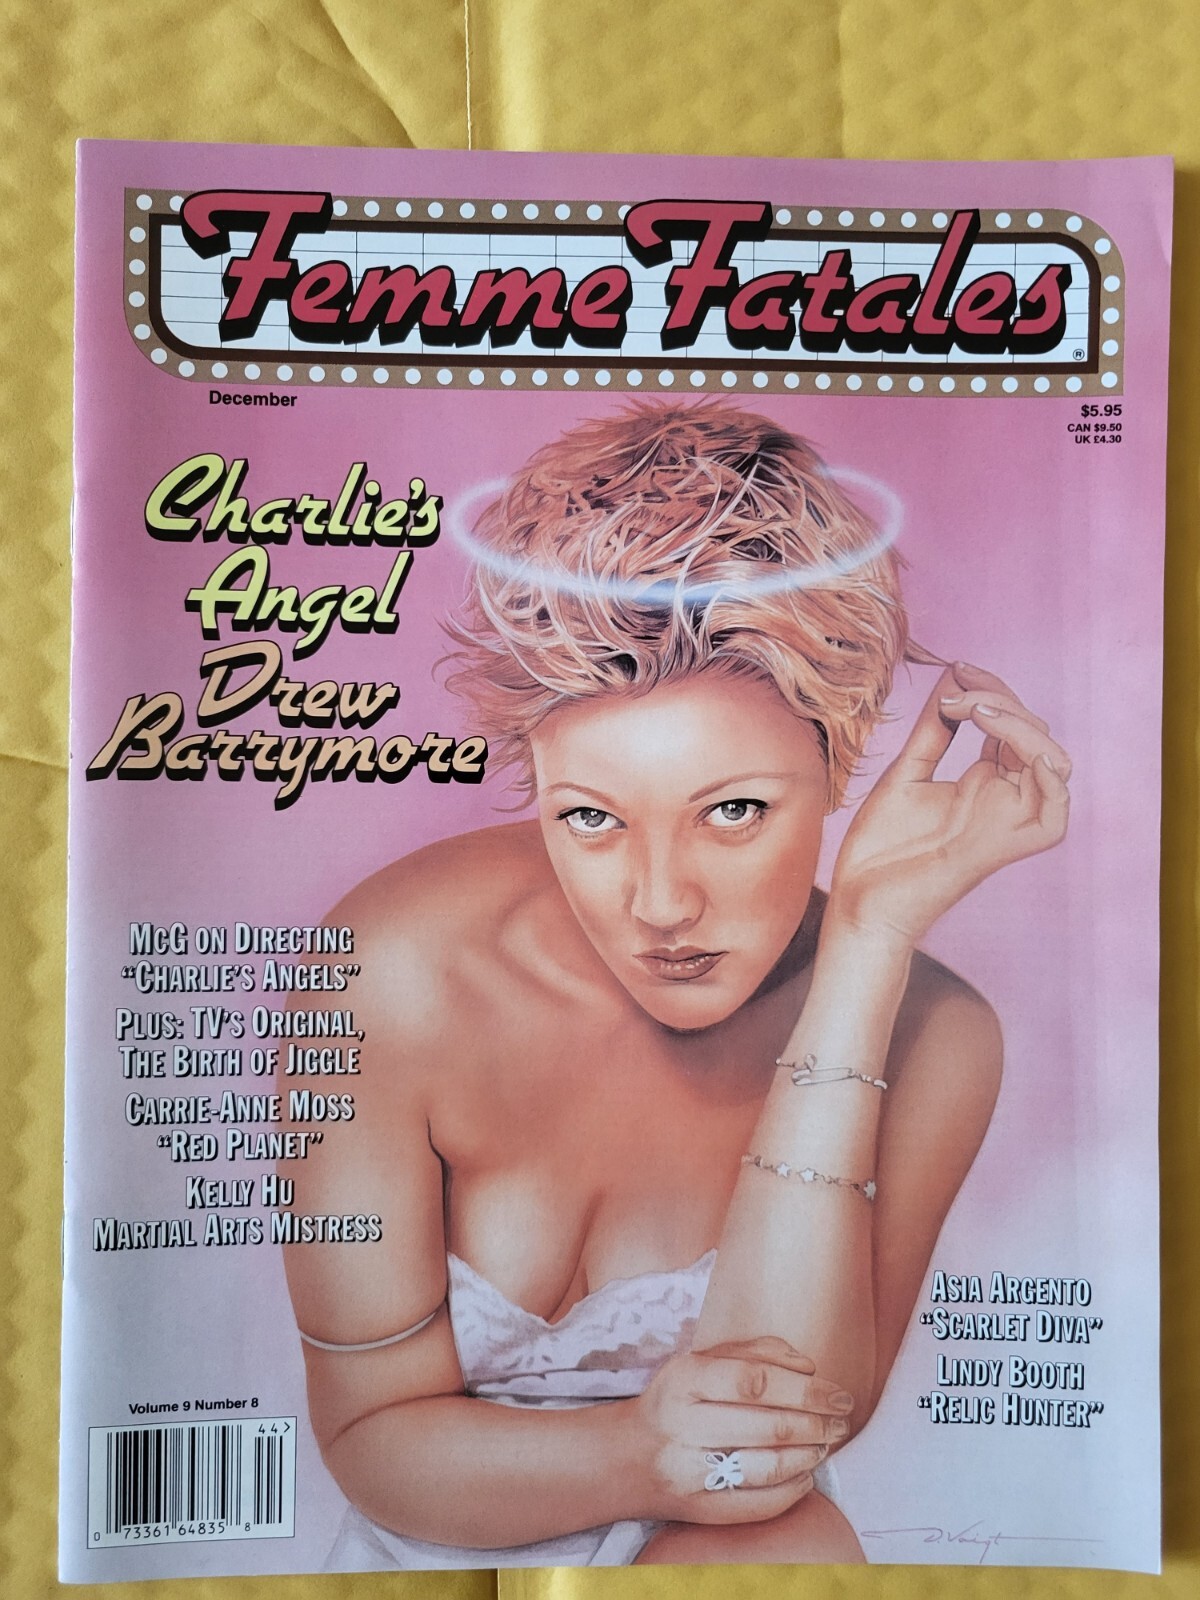 Femme Fatales
®
December
$5.95
CAN $9.50
UK £4.30
Charlie's
Angel
Drew
Barrymore
McG on Directing
“Charlie's Angels”
Plus: TV's Original,
The Birth of Jiggle
Carrie-Anne Moss
“Red Planet”
Kelly Hu
Martial Arts Mistress
Asia Argento
“Scarlet Diva”
Lindy Booth
“Relic Hunter”
Volume 9 Number 8
44>
0 73361 64835 8
D. Voigt